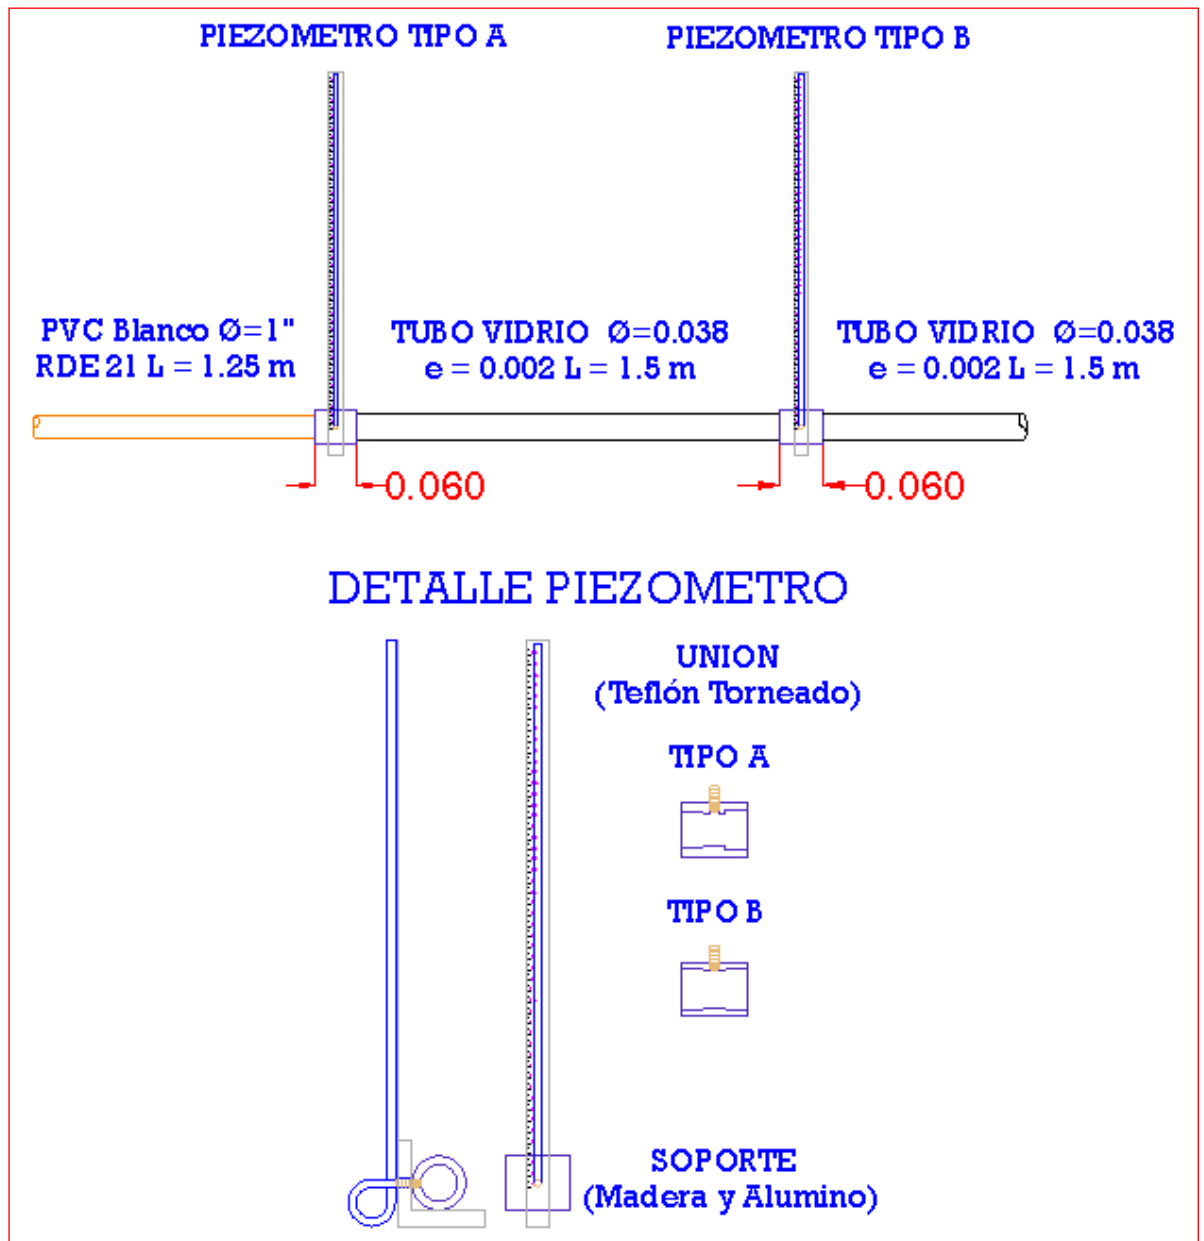 PIEZOMETRO TIPO A
PIEZOMETRO TIPO B
PVC Blanco Ø=1"
RDE 21 L = 1.25 m
TUBO VIDRIO Ø=0.038
e = 0.002 L = 1.5 m
TUBO VIDRIO Ø=0.038
e = 0.002 L = 1.5 m
0.060
0.060
DETALLE PIEZOMETRO
UNION
(Teflón Torneado)
TIPO A
TIPO B
SOPORTE
(Madera y Alumino)